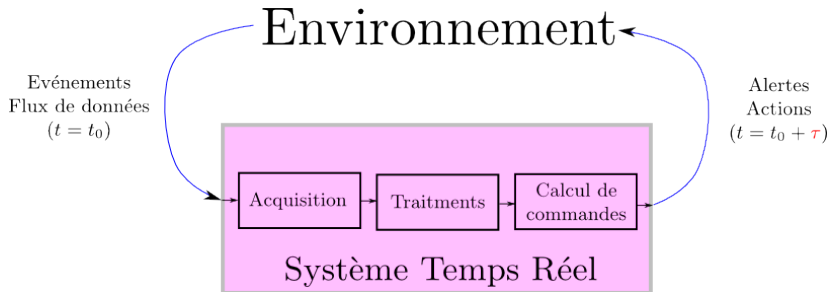 Environnement
Evénements
Flux de données
(t = t₀)
Alertes
Actions
(t = t₀ + τ)
Acquisition
Traitments
Calcul de
commandes
Système Temps Réel